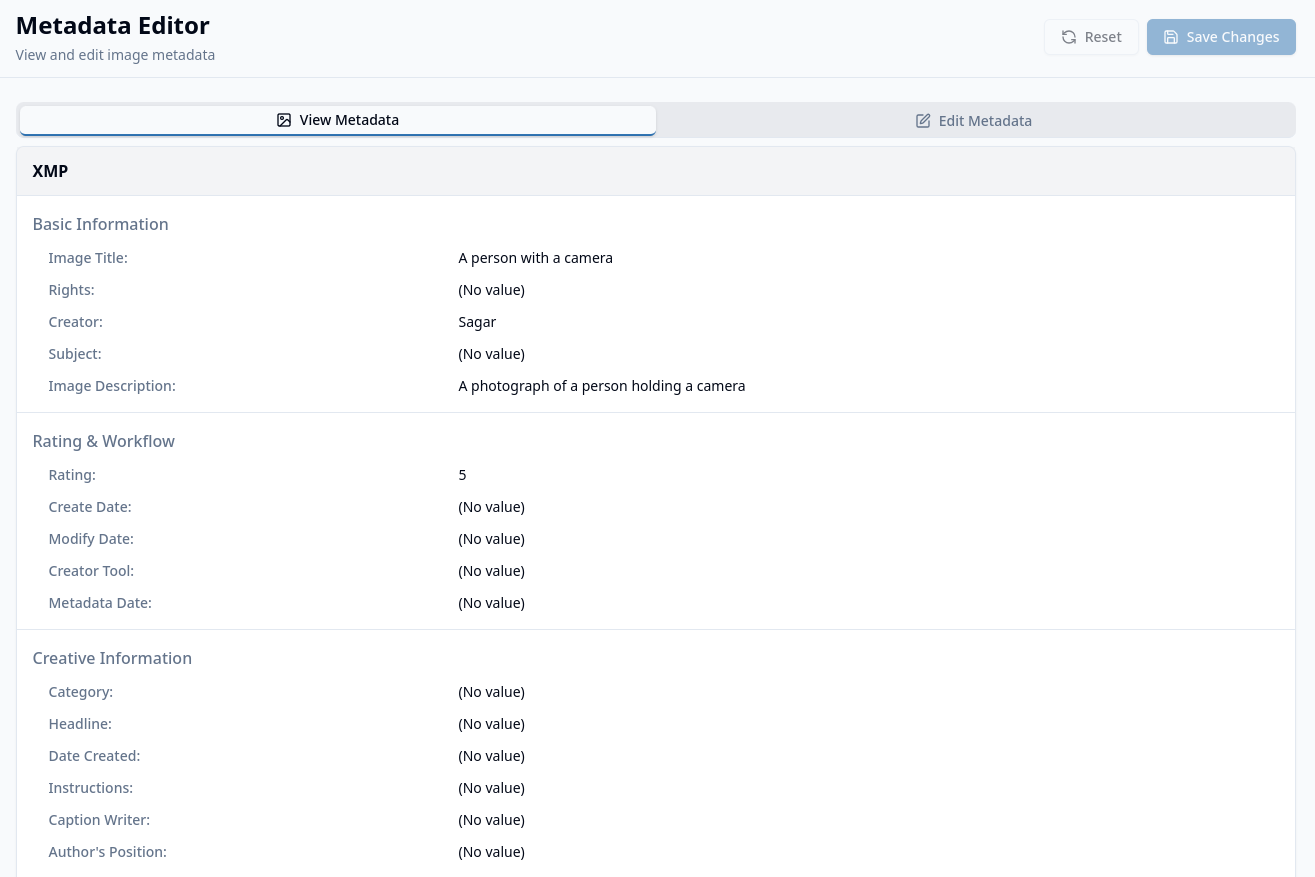 Metadata Editor
View and edit image metadata
Reset
Save Changes
View Metadata
Edit Metadata
XMP
Basic Information
Image Title: A person with a camera
Rights: (No value)
Creator: Sagar
Subject: (No value)
Image Description: A photograph of a person holding a camera
Rating & Workflow
Rating: 5
Create Date: (No value)
Modify Date: (No value)
Creator Tool: (No value)
Metadata Date: (No value)
Creative Information
Category: (No value)
Headline: (No value)
Date Created: (No value)
Instructions: (No value)
Caption Writer: (No value)
Author's Position: (No value)